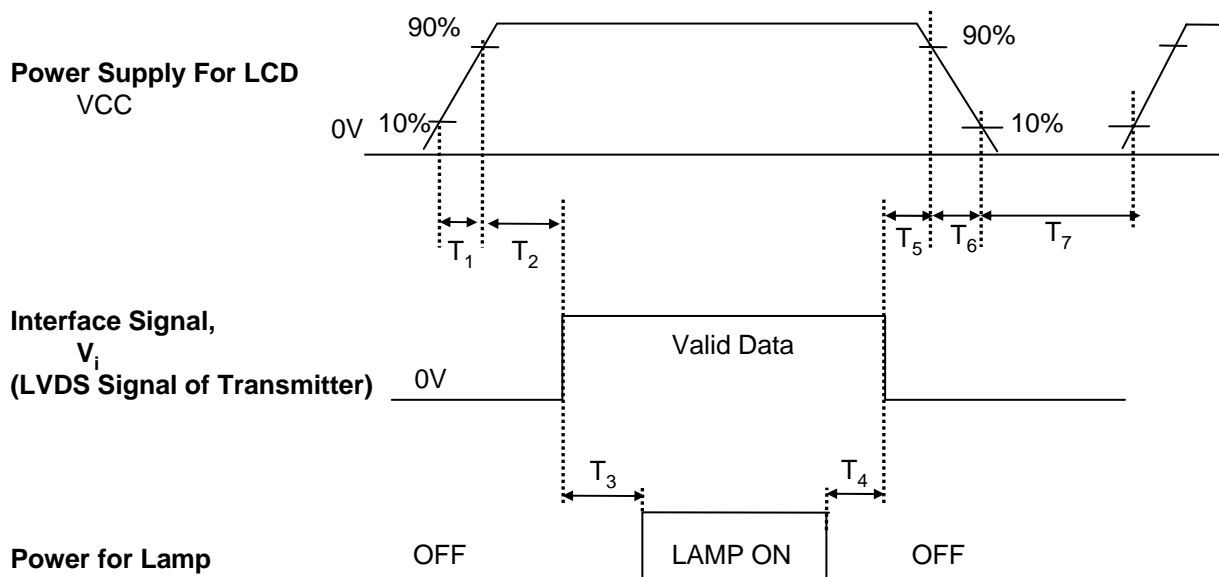 90%
90%
Power Supply For LCD
VCC
0V
10%
10%
T1
T2
T5
T6
T7
Interface Signal,
Vi
(LVDS Signal of Transmitter)
0V
Valid Data
T3
T4
Power for Lamp
OFF
LAMP ON
OFF